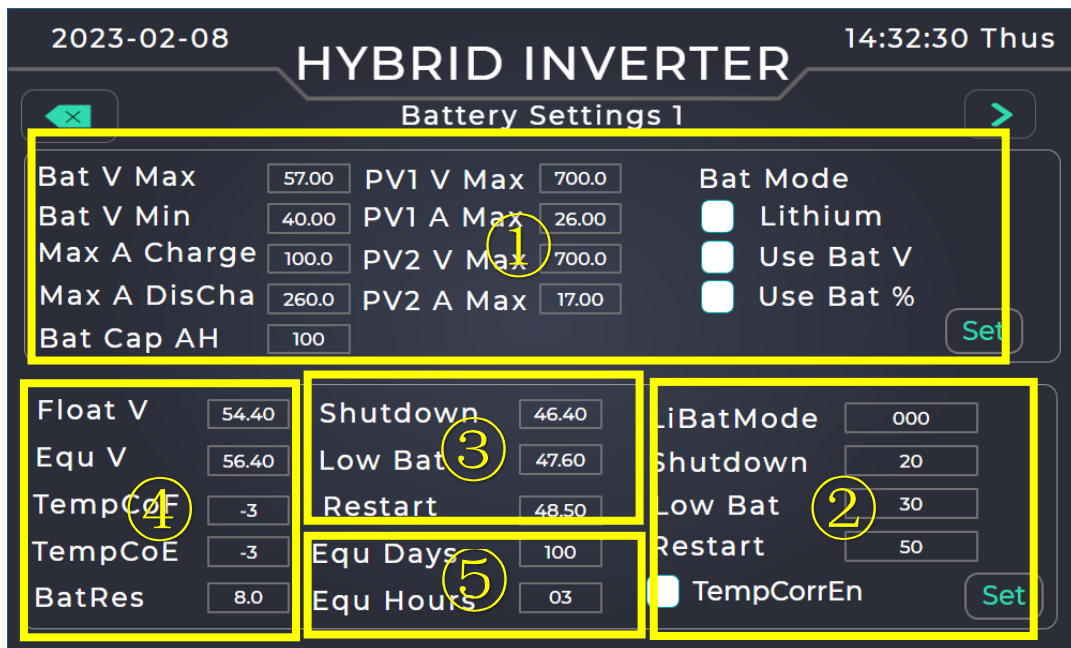 2023-02-08
14:32:30 Thus
HYBRID INVERTER
Battery Settings 1
Bat V Max 57.00 PV1 V Max 700.0 Bat Mode
Bat V Min 40.00 PV1 A Max 26.00 Lithium
Max A Charge 100.0 PV2 V Max 700.0 Use Bat V
Max A DisCha 260.0 PV2 A Max 17.00 Use Bat %
Bat Cap AH 100
Set
①
Float V 54.40
Equ V 56.40
TempCoF -3
TempCoE -3
BatRes 8.0
④
Shutdown 46.40
Low Bat 47.60
Restart 48.50
③
Equ Days 100
Equ Hours 03
⑤
LiBatMode 000
Shutdown 20
Low Bat 30
Restart 50
TempCorrEn
Set
②